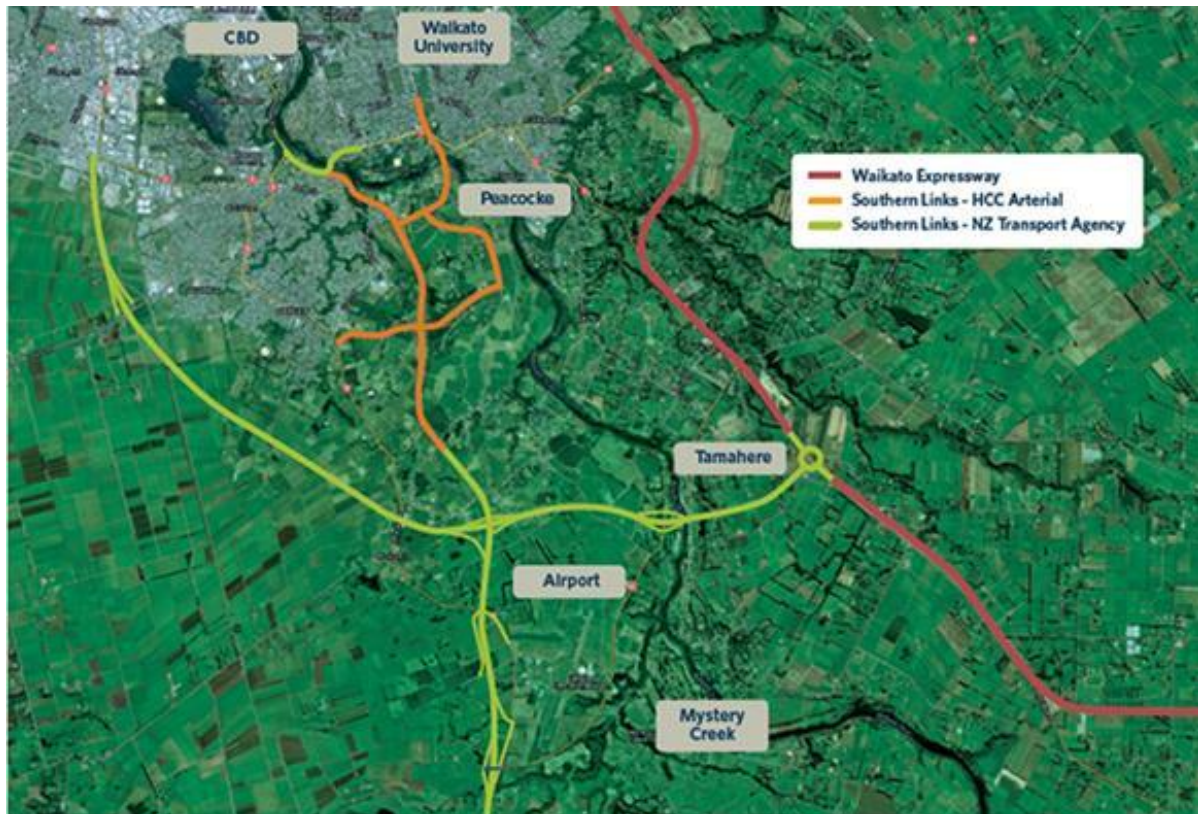 CBD
Waikato
University
Waikato Expressway
Southern Links - HCC Arterial
Southern Links - NZ Transport Agency
Peacocke
Tamahere
Airport
Mystery
Creek